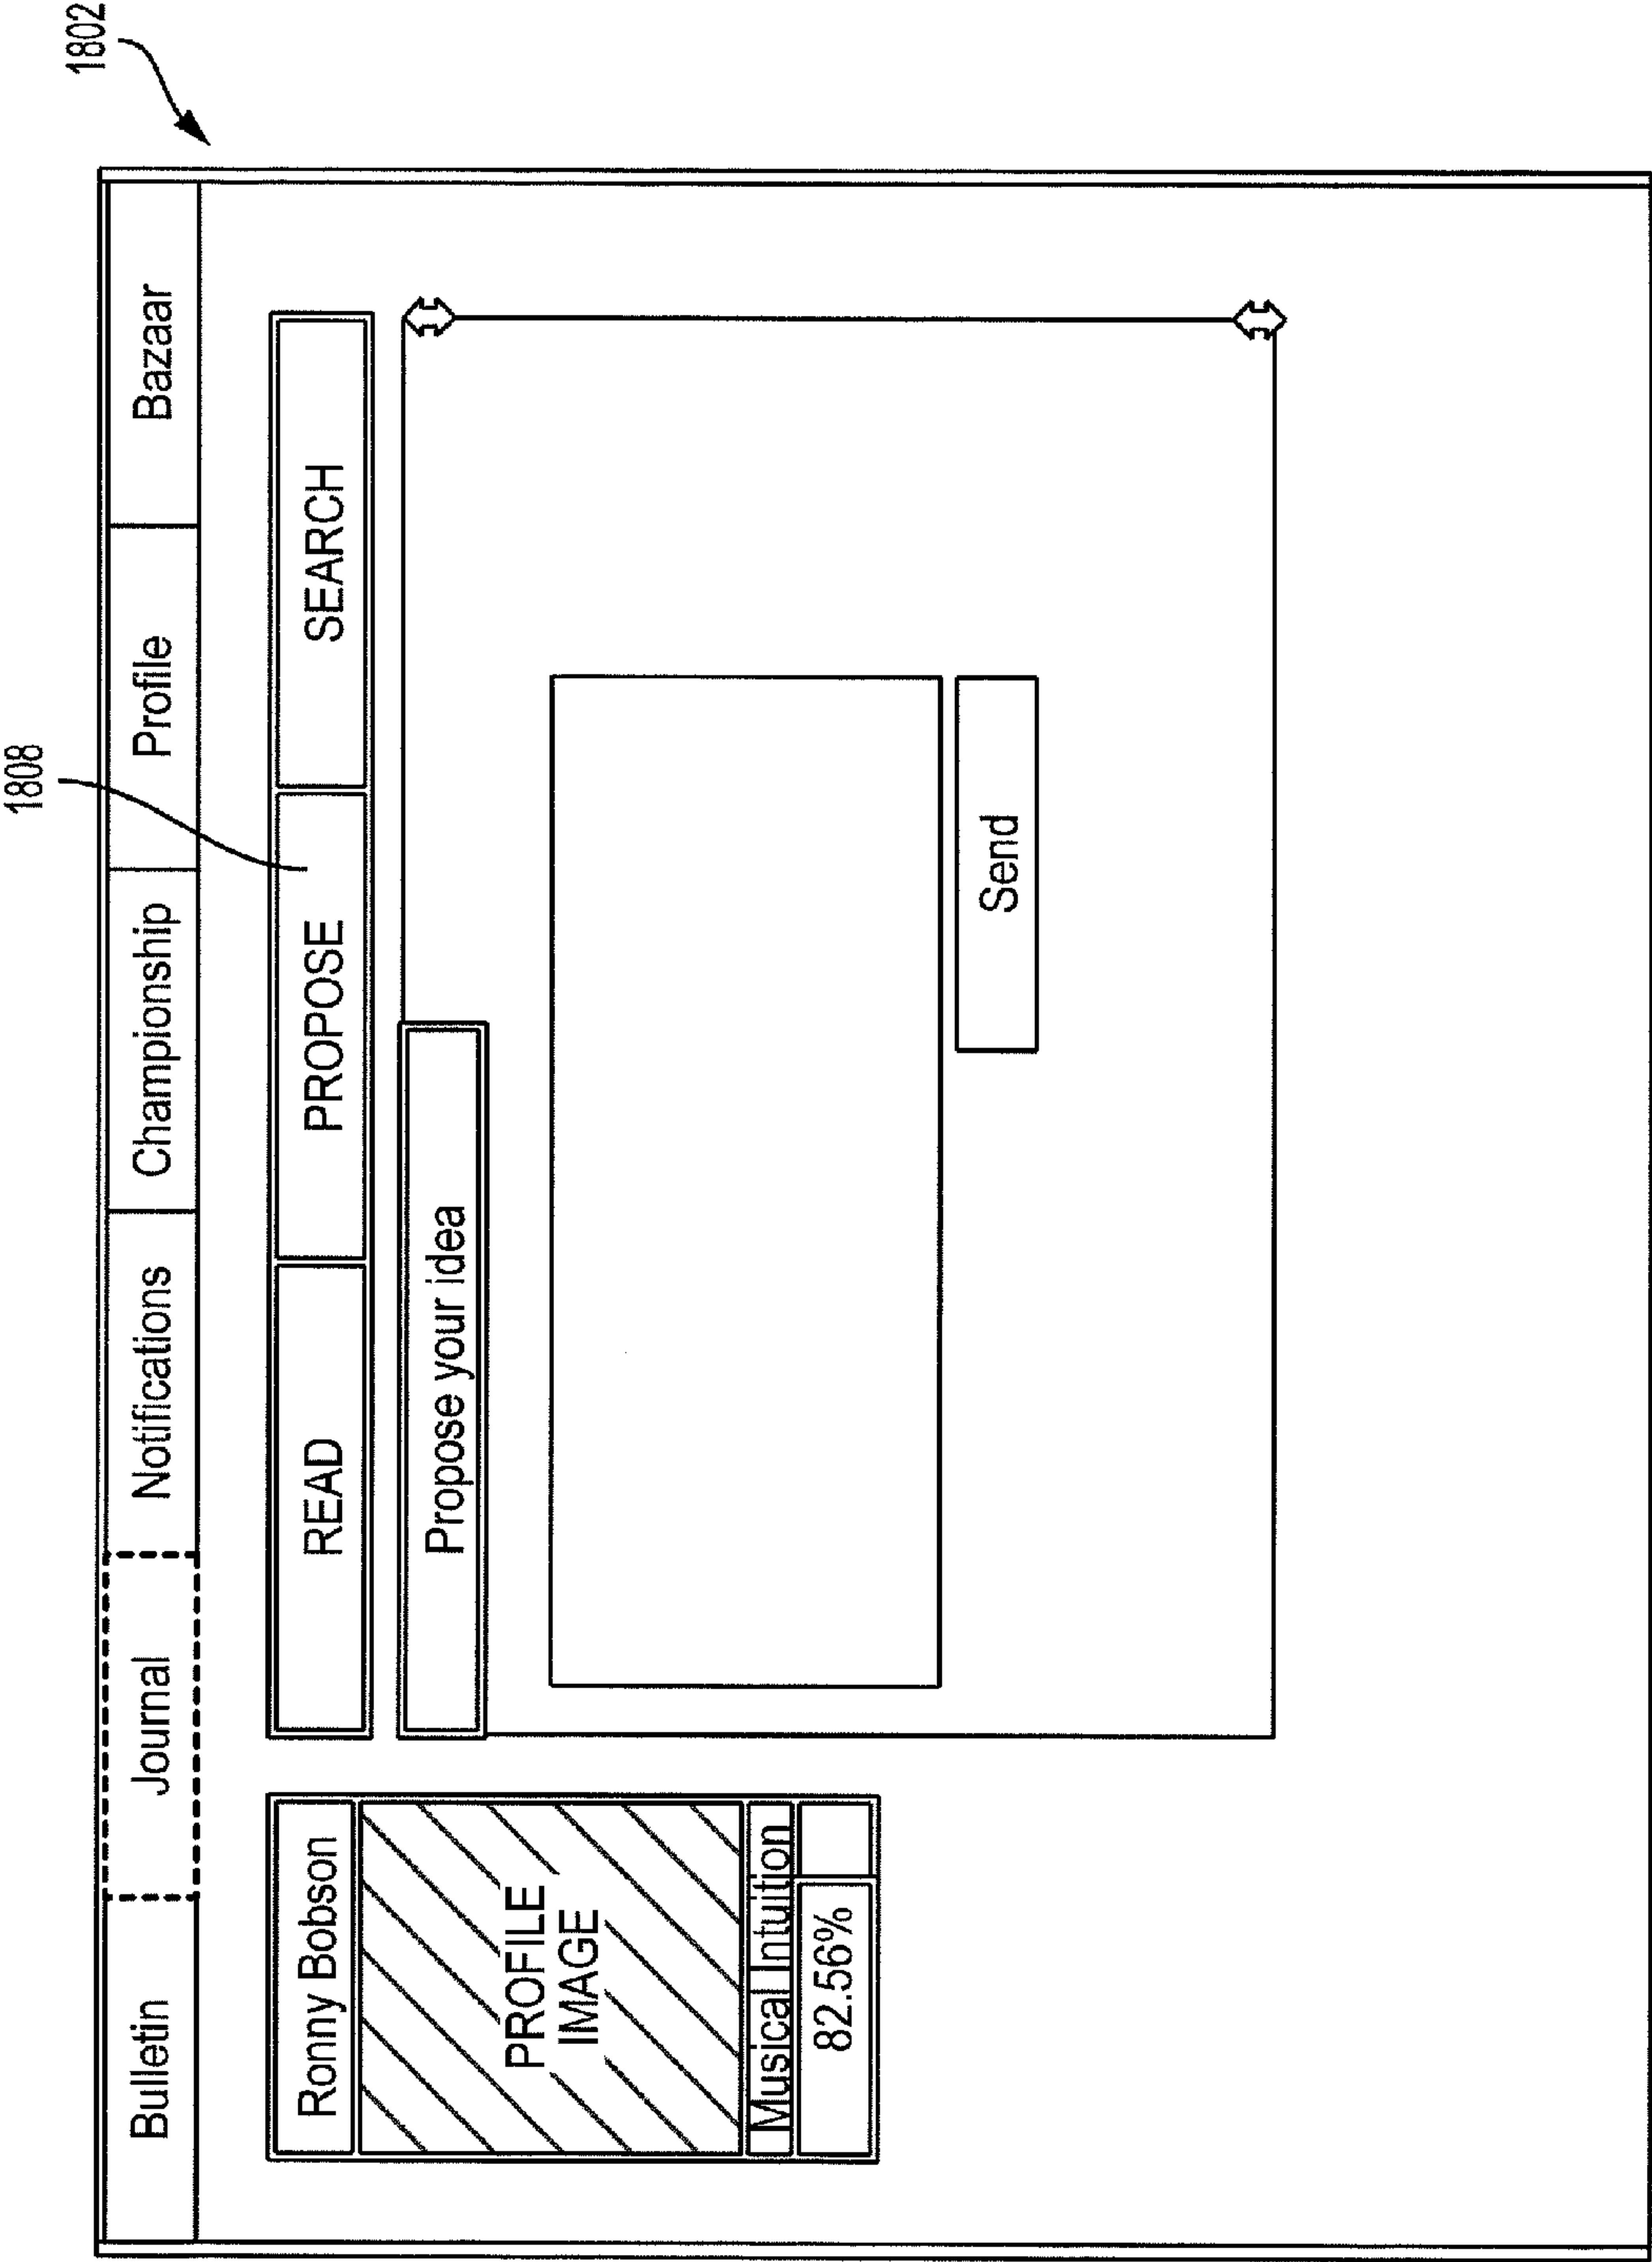 1802
1808
Bulletin
Journal
Notifications
Championship
Profile
Bazaar
Ronny Bobson
PROFILE
IMAGE
Musical Intuition
82.56%
READ
PROPOSE
SEARCH
Propose your idea
Send